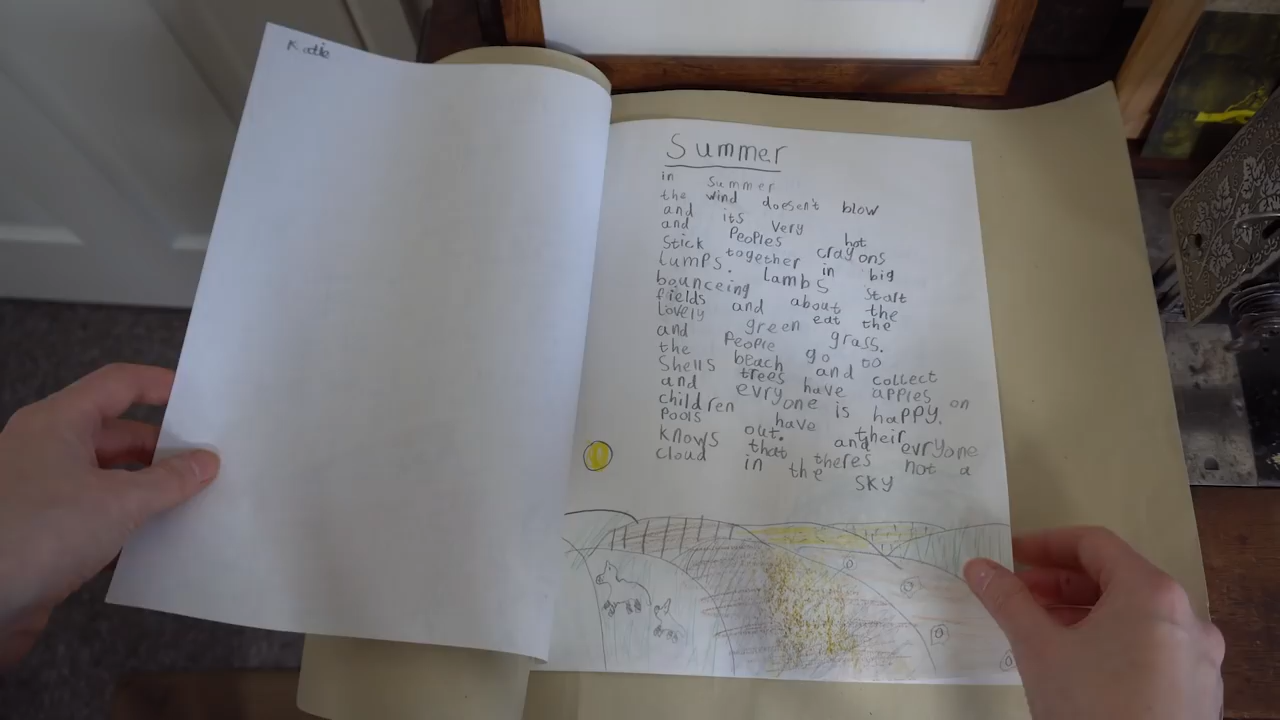 Katie
Summer
in Summer
the wind doesen't blow
and its very hot
and Peoples crayons
Stick together in big
Lumps. Lambs start
bounceing about the
fields and eat the
Lovely green grass.
and People go to
the beach and collect
Shells trees have apples on
and evryone is happy.
children have their
Pools out. and evryone
knows that theres not a
cloud in the sky